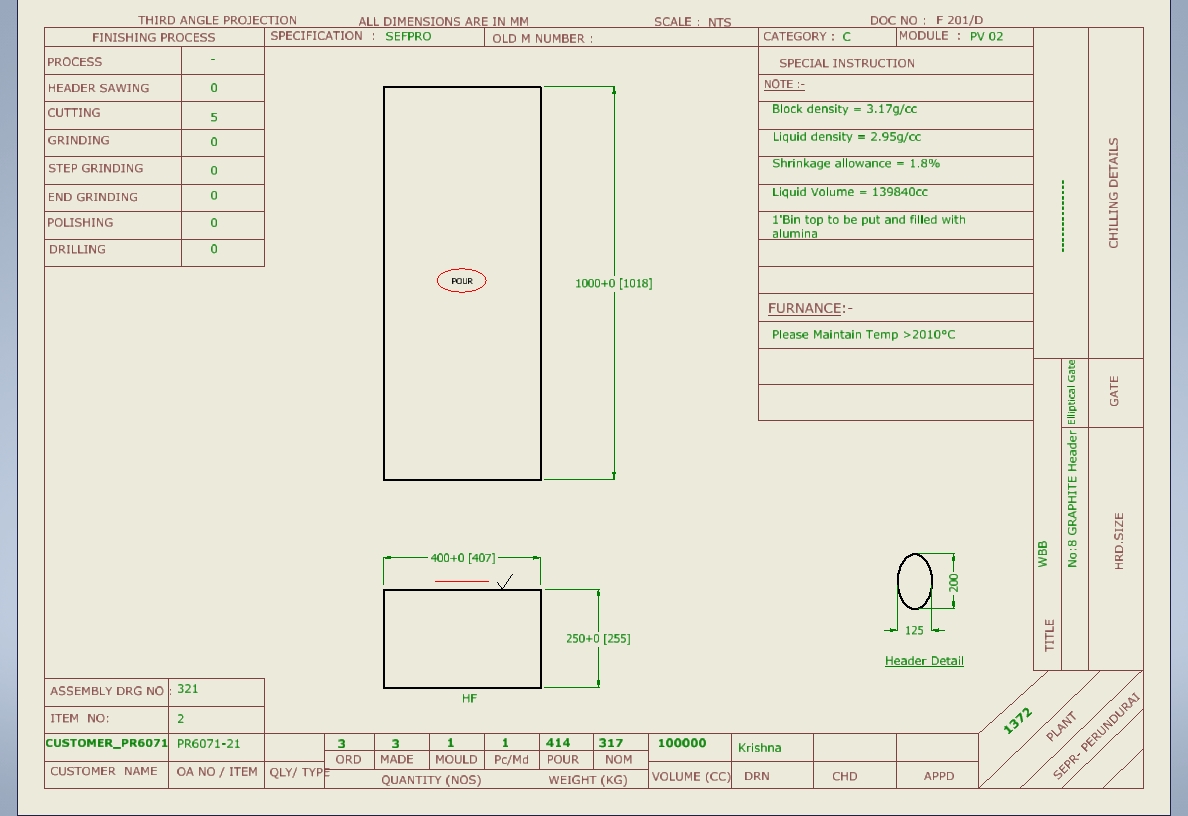 THIRD ANGLE PROJECTION ALL DIMENSIONS ARE IN MM SCALE : NTS DOC NO : F 201/D
FINISHING PROCESS SPECIFICATION : SEFPRO OLD M NUMBER : CATEGORY : C MODULE : PV 02
PROCESS -
HEADER SAWING 0
CUTTING 5
GRINDING 0
STEP GRINDING 0
END GRINDING 0
POLISHING 0
DRILLING 0
SPECIAL INSTRUCTION
NOTE :-
Block density = 3.17g/cc
Liquid density = 2.95g/cc
Shrinkage allowance = 1.8%
Liquid Volume = 139840cc
1'Bin top to be put and filled with
alumina
FURNANCE:-
Please Maintain Temp >2010°C
POUR
1000+0 [1018]
400+0 [407]
250+0 [255]
HF
200
125
Header Detail
CHILLING DETAILS
-------------
GATE
Elliptical Gate
HRD.SIZE
No:8 GRAPHITE Header
WBB
TITLE
1372
PLANT
SEPR- PERUNDURAI
ASSEMBLY DRG NO : 321
ITEM NO: 2
CUSTOMER_PR6071 PR6071-21
CUSTOMER NAME OA NO / ITEM QLY/ TYPE
3 3 1 1 414 317 100000 Krishna
ORD MADE MOULD Pc/Md POUR NOM
QUANTITY (NOS) WEIGHT (KG) VOLUME (CC) DRN CHD APPD